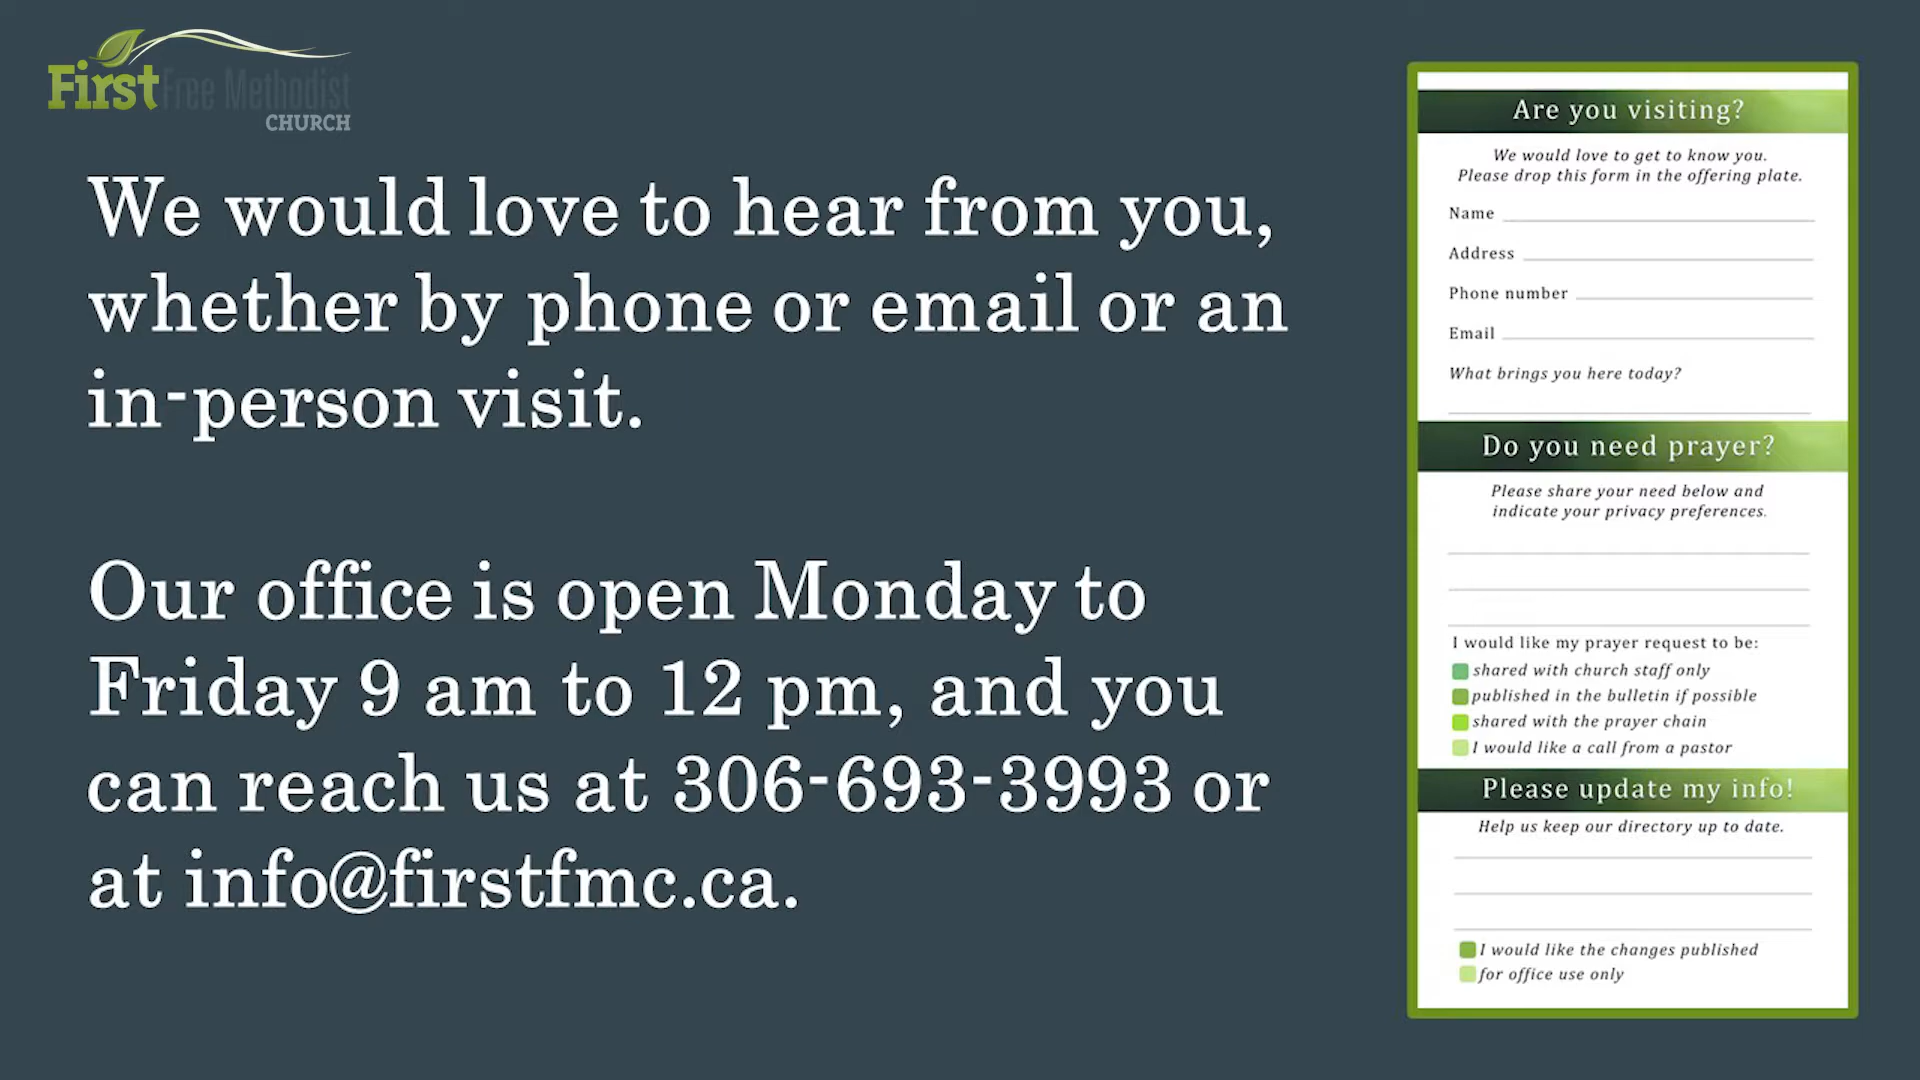 First Free Methodist
CHURCH
We would love to hear from you,
whether by phone or email or an
in-person visit.
Our office is open Monday to
Friday 9 am to 12 pm, and you
can reach us at 306-693-3993 or
at info@firstfmc.ca.
Are you visiting?
We would love to get to know you.
Please drop this form in the offering plate.
Name
Address
Phone number
Email
What brings you here today?
Do you need prayer?
Please share your need below and
indicate your privacy preferences.
I would like my prayer request to be:
shared with church staff only
published in the bulletin if possible
shared with the prayer chain
I would like a call from a pastor
Please update my info!
Help us keep our directory up to date.
I would like the changes published
for office use only